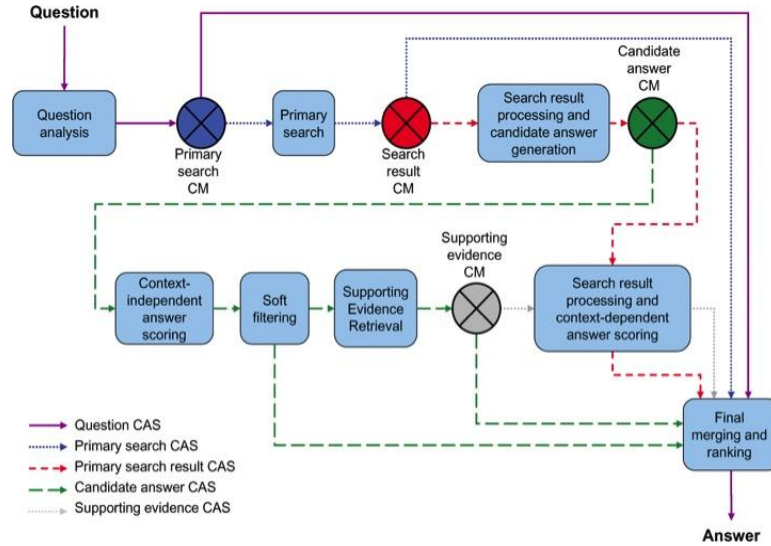 Question
Question
analysis
Primary
search
CM
Primary
search
Search
result
CM
Search result
processing and
candidate answer
generation
Candidate
answer
CM
Context-
independent
answer
scoring
Soft
filtering
Supporting
Evidence
Retrieval
Supporting
evidence
CM
Search result
processing and
context-dependent
answer scoring
Final
merging and
ranking
Question CAS
Primary search CAS
Primary search result CAS
Candidate answer CAS
Supporting evidence CAS
Answer